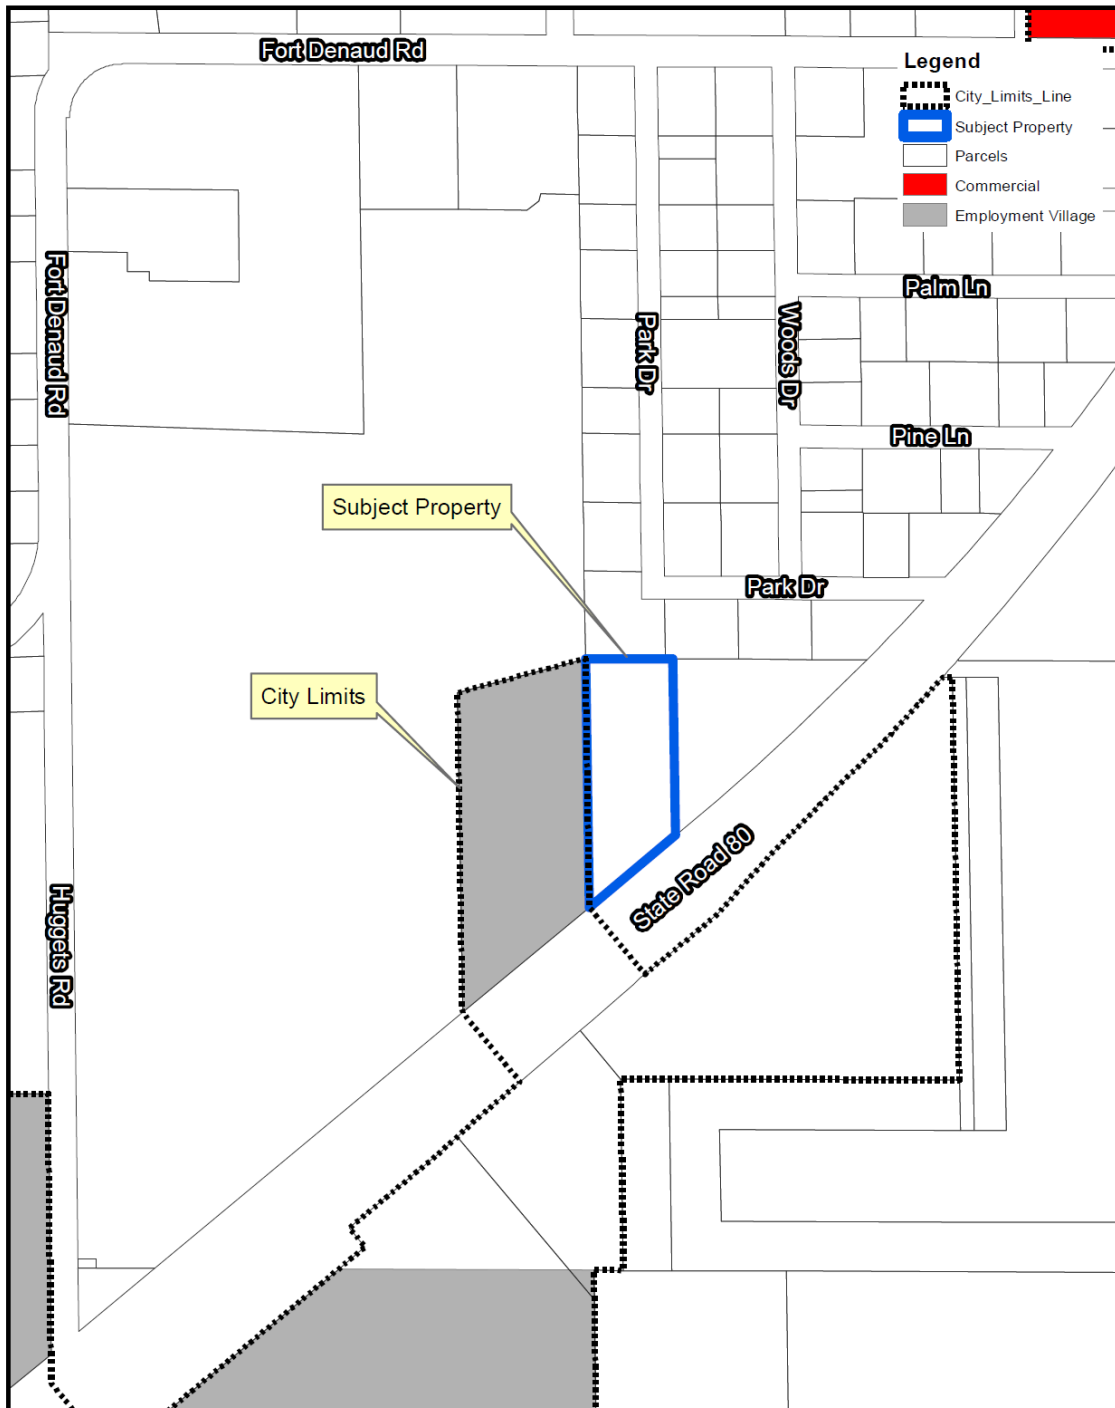 Fort Denaud Rd
Legend
City_Limits_Line
Subject Property
Parcels
Commercial
Employment Village
Fort Denaud Rd
Palm Ln
Park Dr
Woods Dr
Pine Ln
Subject Property
Park Dr
City Limits
State Road 80
Huggets Rd